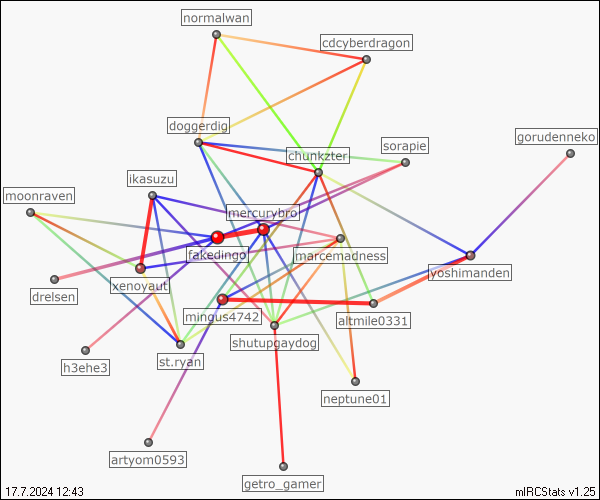 normalwan
cdcyberdragon
doggerdig
gorudenneko
sorapie
chunkzter
ikasuzu
moonraven
mercurybro
fakedingo
marcemadness
yoshimanden
xenoyaut
drelsen
mingus4742
altmile0331
shutupgaydog
st.ryan
h3ehe3
neptune01
artyom0593
getro_gamer
17.7.2024 12:43
mIRCStats v1.25